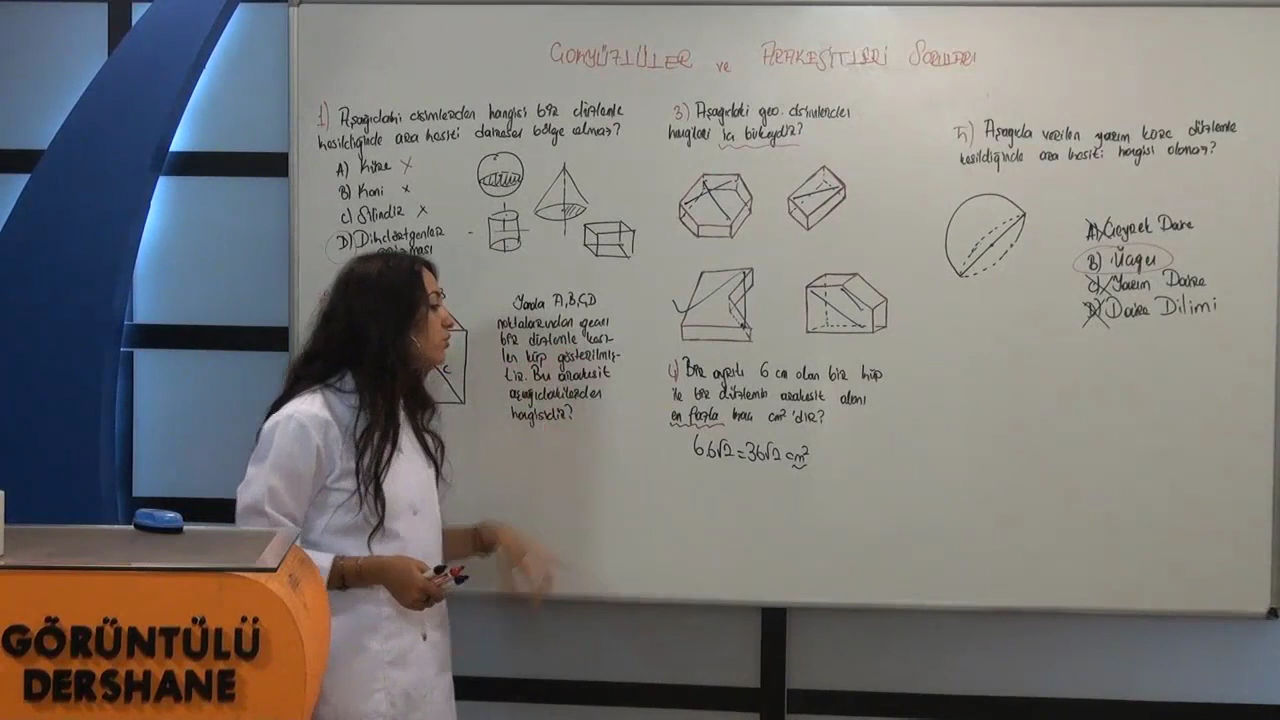 ÇOKYÜZLÜLER ve ARAKESİTLERİ SORULARI
1) Aşağıdaki cisimlerden hangisi bir düzlemle
kesildiğinde ara kesiti dairesel bölge olmaz?
A) Küre
B) Koni
C) Silindir
D) Dikdörtgenler
B
C
Yanda A,B,C,D
noktalarından geçen
bir düzlemle kesi-
len küp gösterilmiş-
tir. Bu arakesit
aşağıdakilerden
hangisidir?
3) Aşağıdaki geo. cisimlerden
hangileri iç bükeydir?
4) Bir ayrıtı 6 cm olan bir küp
ile bir düzlemin arakesit alanı
en fazla kaç cm² 'dir?
6.6√2 = 36√2 cm²
5) Aşağıda verilen yarım küre düzlemle
kesildiğinde ara kesiti hangisi olamaz?
A) Çeyrek Daire
B) Üçgen
C) Yarım Daire
D) Daire Dilimi
GÖRÜNTÜLÜ
DERSHANE